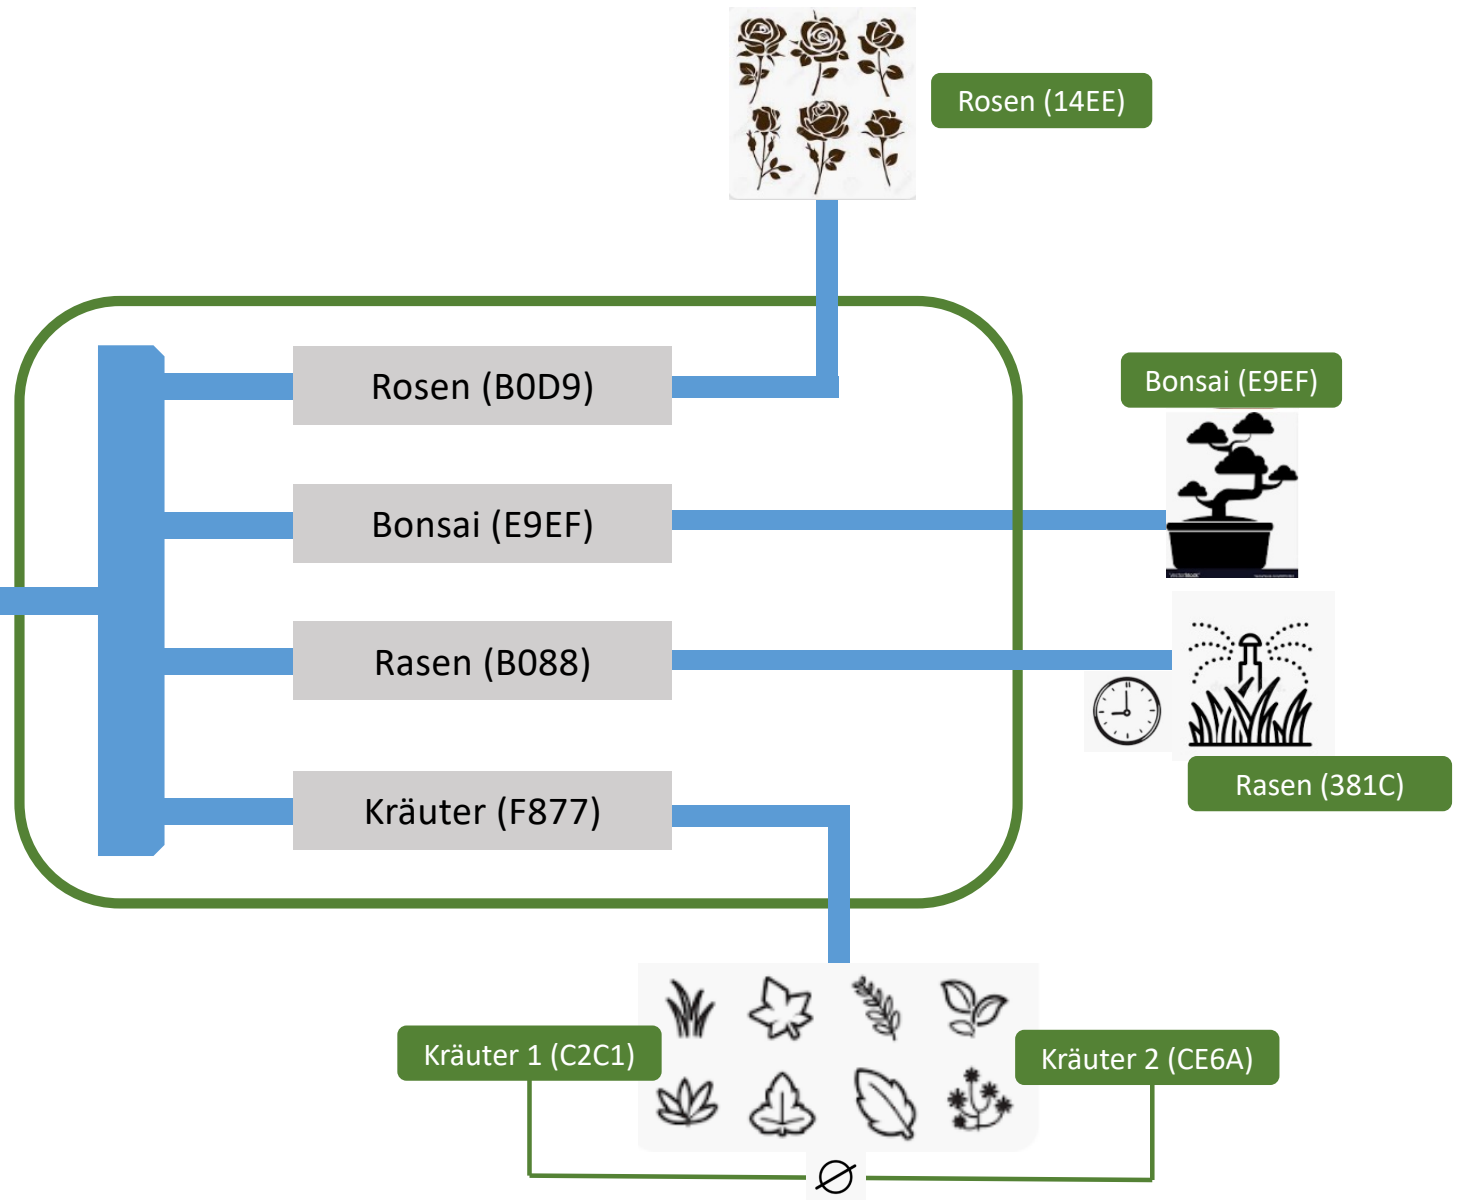 Rosen (14EE)
Rosen (B0D9)
Bonsai (E9EF)
Bonsai (E9EF)
VectorStock
Rasen (B088)
Rasen (381C)
Kräuter (F877)
Kräuter 1 (C2C1)
Kräuter 2 (CE6A)
Ø